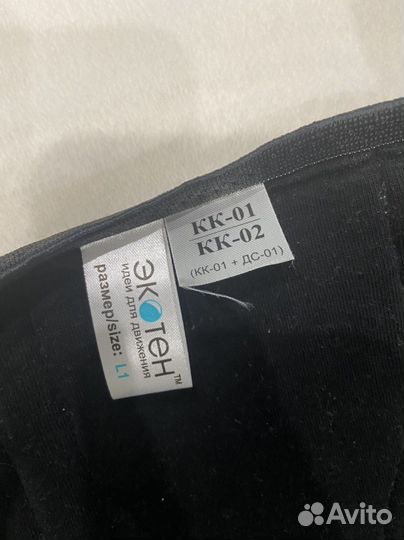 КК-01
КК-02
(КК-01 + ДС-01)
ЭКОТЕН™
идеи для движения
размер/size: L1
Avito